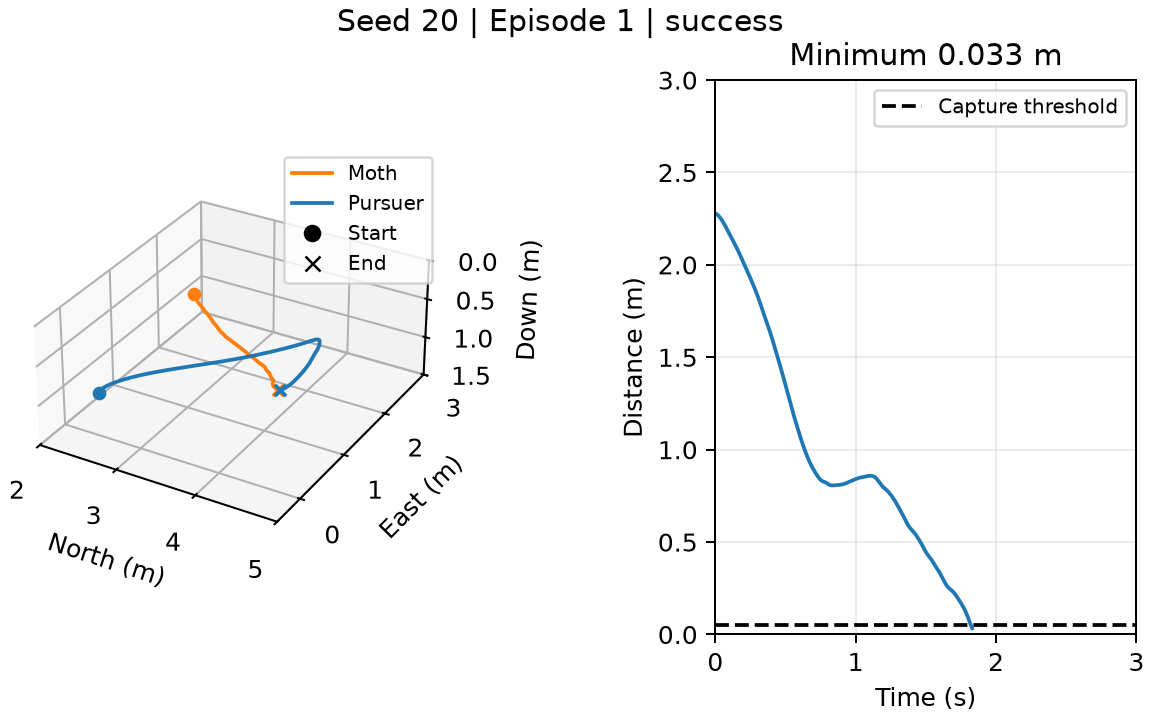 Seed 20 | Episode 1 | success
Moth
Pursuer
Start
End
0.0
0.5
1.0
1.5
Down (m)
3
2
1
0
East (m)
2
3
4
5
North (m)
Minimum 0.033 m
Capture threshold
3.0
2.5
2.0
1.5
1.0
0.5
0.0
Distance (m)
0
1
2
3
Time (s)